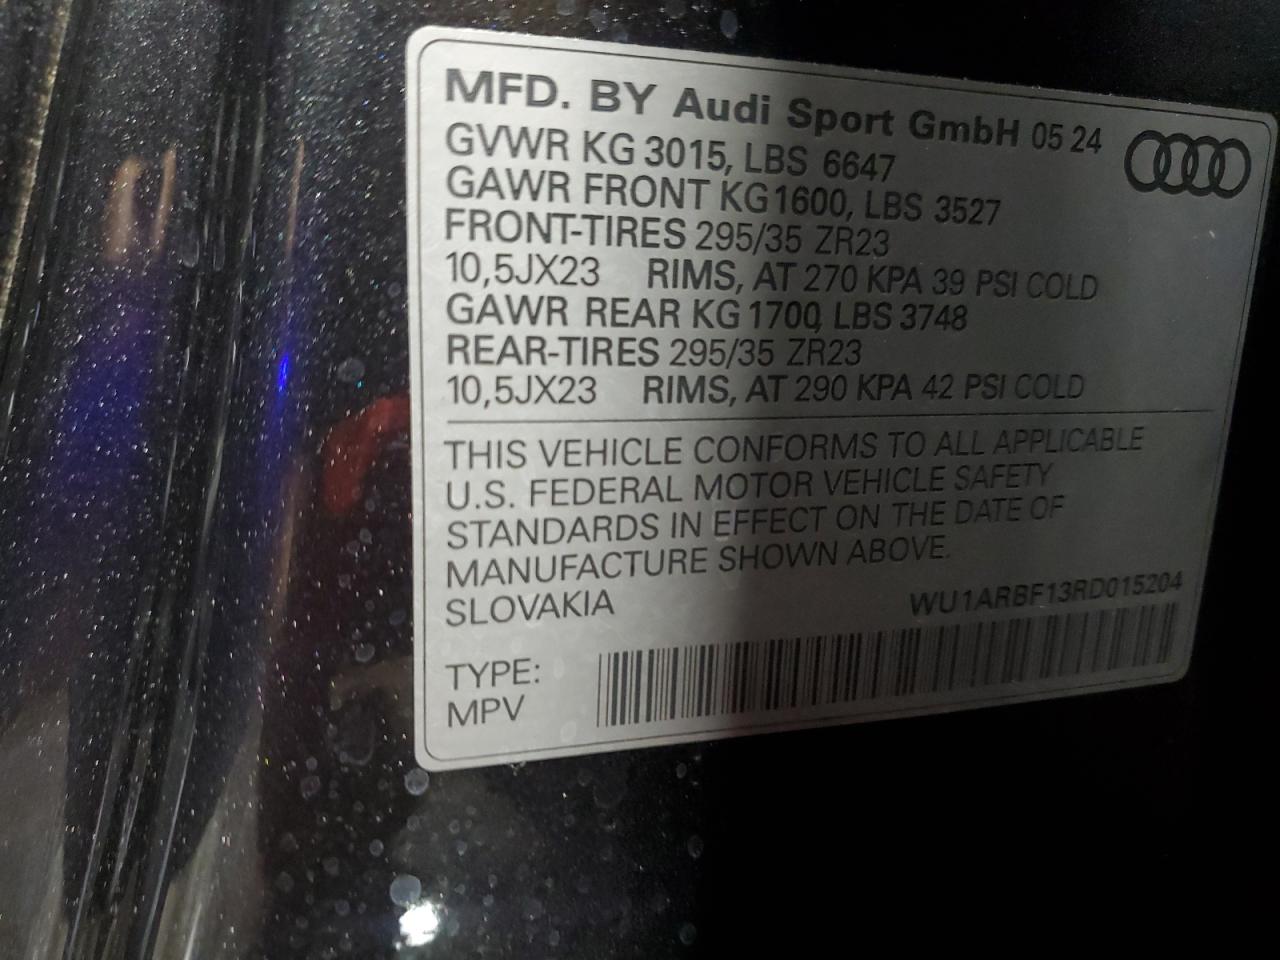 MFD. BY Audi Sport GmbH 05 24
GVWR KG 3015, LBS 6647
GAWR FRONT KG 1600, LBS 3527
FRONT-TIRES 295/35 ZR23
10,5JX23 RIMS, AT 270 KPA 39 PSI COLD
GAWR REAR KG 1700, LBS 3748
REAR-TIRES 295/35 ZR23
10,5JX23 RIMS, AT 290 KPA 42 PSI COLD
THIS VEHICLE CONFORMS TO ALL APPLICABLE
U.S. FEDERAL MOTOR VEHICLE SAFETY
STANDARDS IN EFFECT ON THE DATE OF
MANUFACTURE SHOWN ABOVE.
SLOVAKIA WU1ARBF13RD015204
TYPE:
MPV